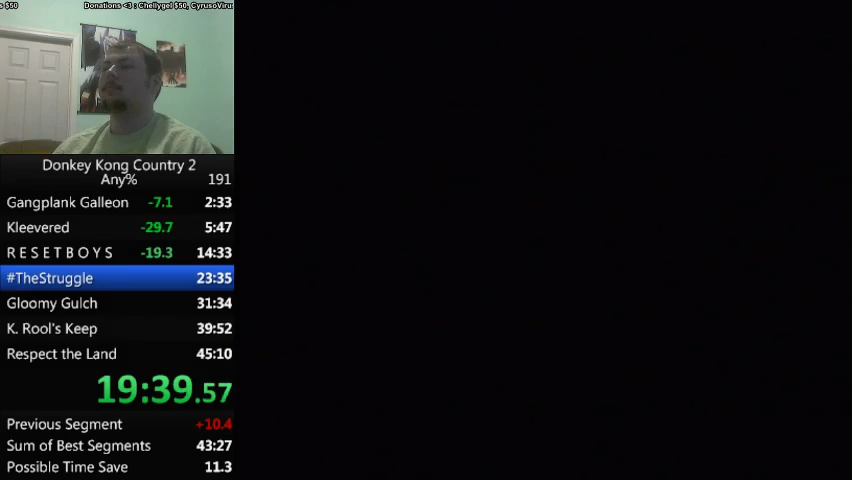 s $50 Donations <3 : Chellygel $50, CyrusoVirus
Donkey Kong Country 2
Any% 191
Gangplank Galleon -7.1 2:33
Kleevered -29.7 5:47
R E S E T B O Y S -19.3 14:33
#TheStruggle 23:35
Gloomy Gulch 31:34
K. Rool's Keep 39:52
Respect the Land 45:10
19:39.57
Previous Segment +10.4
Sum of Best Segments 43:27
Possible Time Save 11.3